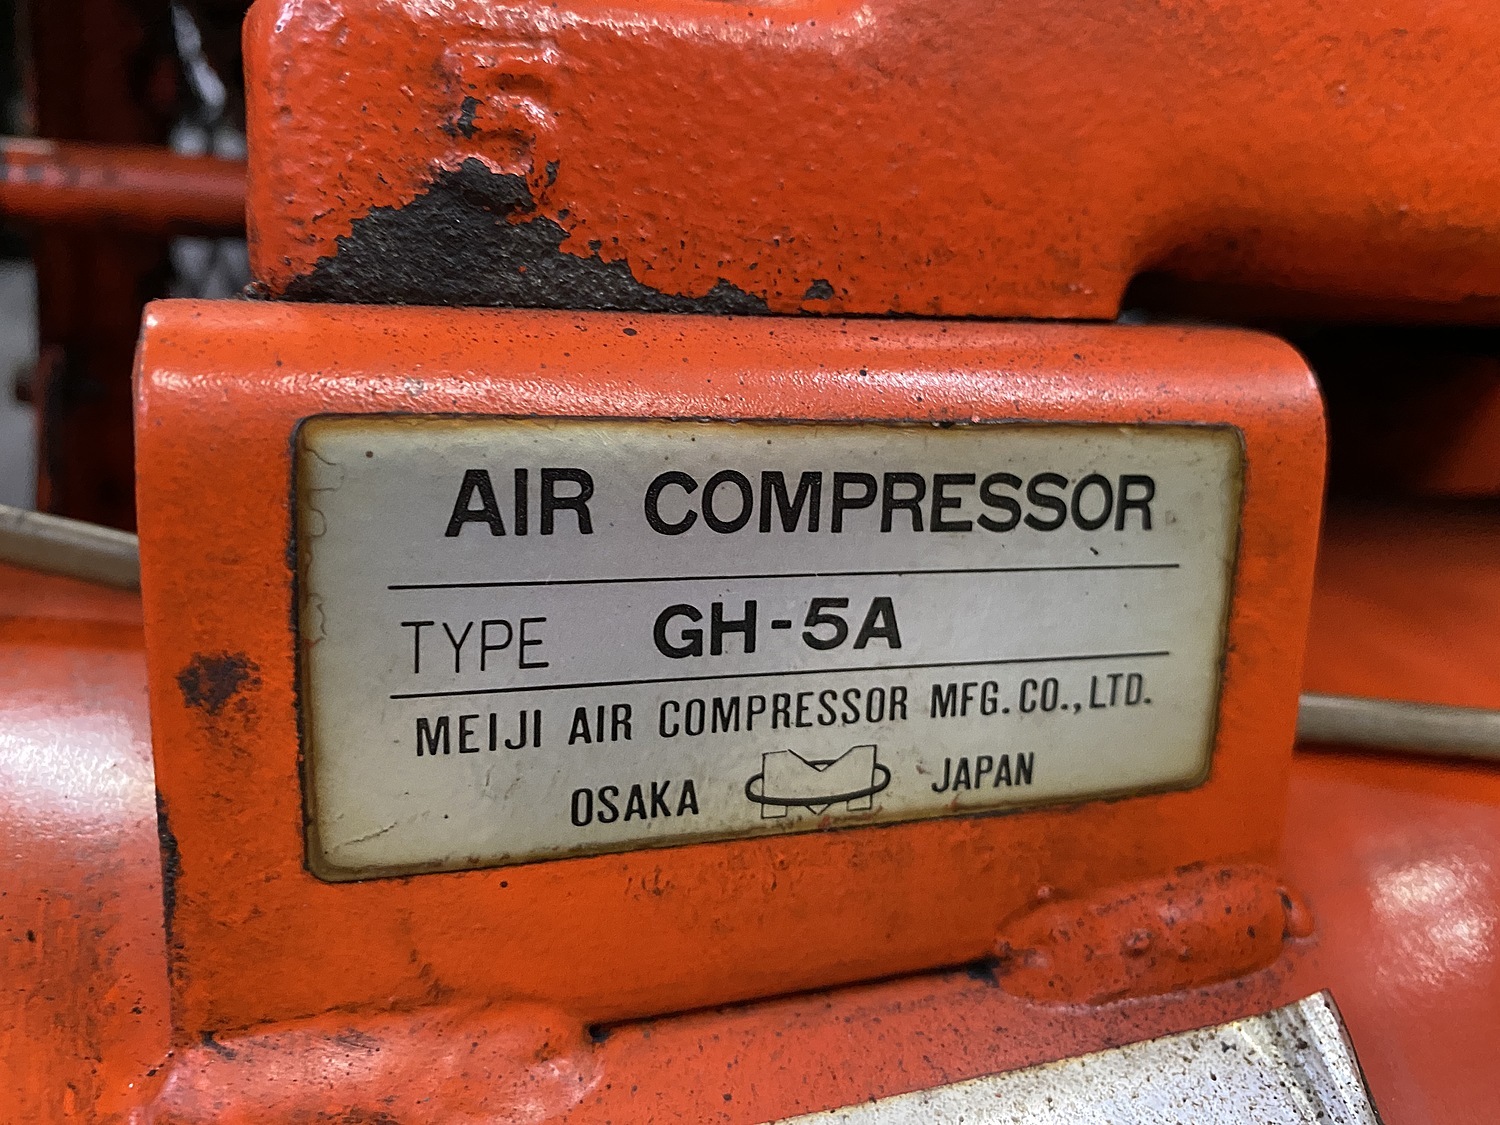 AIR COMPRESSOR
TYPE GH-5A
MEIJI AIR COMPRESSOR MFG. CO., LTD.
OSAKA JAPAN